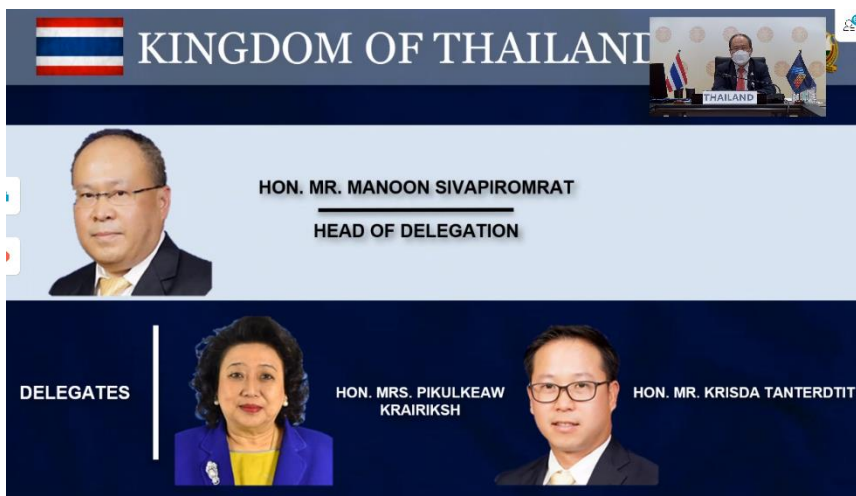 KINGDOM OF THAILAND
THAILAND
HON. MR. MANOON SIVAPIROMRAT
HEAD OF DELEGATION
DELEGATES
HON. MRS. PIKULKEAW
KRAIRIKSH
HON. MR. KRISDA TANTERDTIT